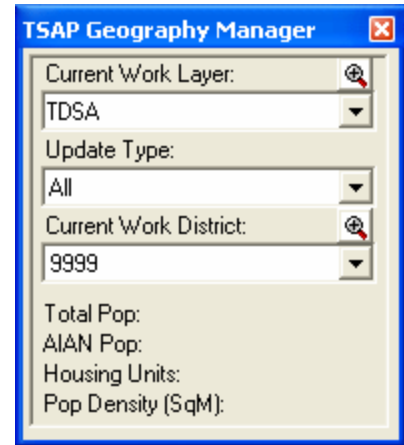 TSAP Geography Manager
Current Work Layer:
TDSA
Update Type:
All
Current Work District:
9999
Total Pop:
AIAN Pop:
Housing Units:
Pop Density (SqM):